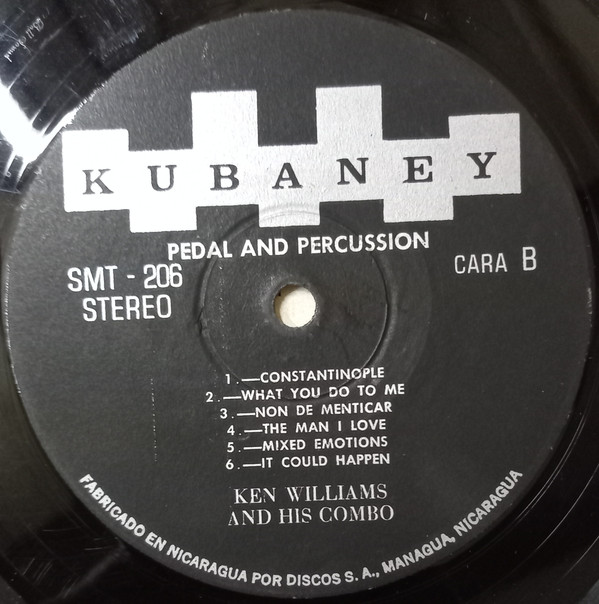 KUBANEY
PEDAL AND PERCUSSION
SMT - 206
STEREO
CARA B
1.—CONSTANTINOPLE
2.—WHAT YOU DO TO ME
3.—NON DE MENTICAR
4.—THE MAN I LOVE
5.—MIXED EMOTIONS
6.—IT COULD HAPPEN
KEN WILLIAMS
AND HIS COMBO
FABRICADO EN NICARAGUA POR DISCOS S. A., MANAGUA, NICARAGUA